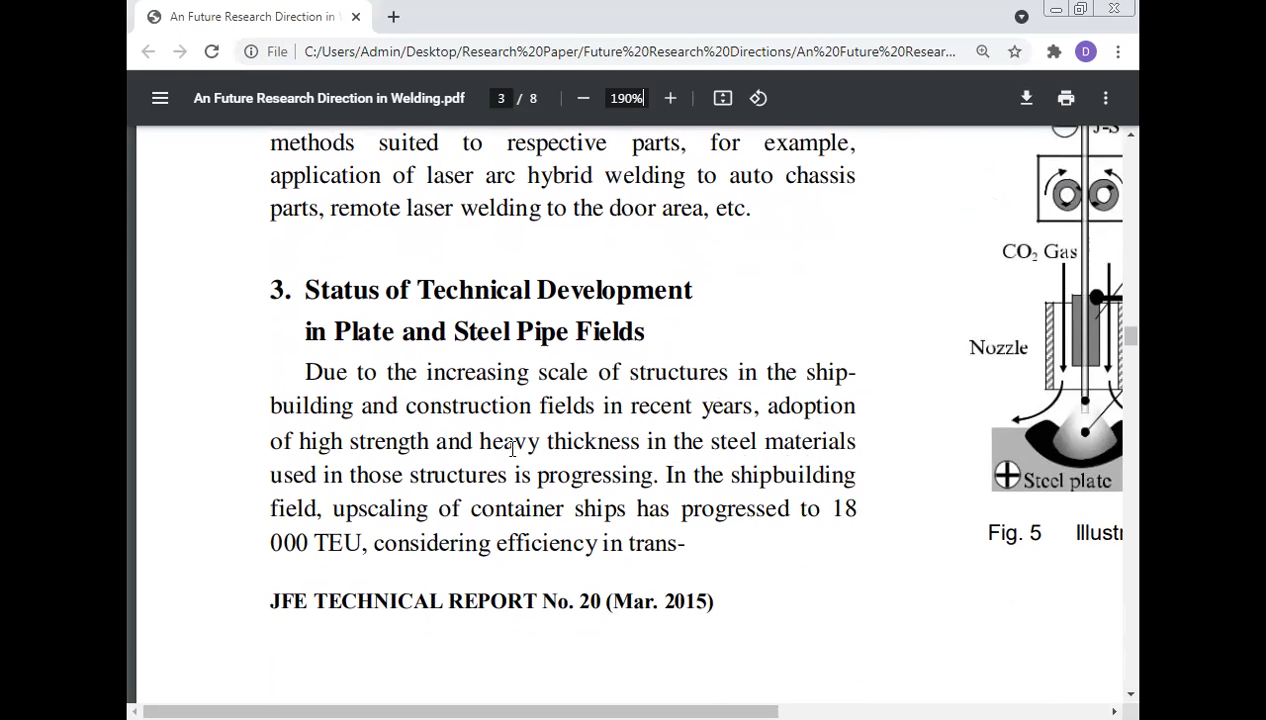 An Future Research Direction in
File C:/Users/Admin/Desktop/Research%20Paper/Future%20Research%20Directions/An%20Future%20Resear...
D
An Future Research Direction in Welding.pdf 3 / 8 190%
methods suited to respective parts, for example,
application of laser arc hybrid welding to auto chassis
parts, remote laser welding to the door area, etc.
3. Status of Technical Development
in Plate and Steel Pipe Fields
Due to the increasing scale of structures in the ship-
building and construction fields in recent years, adoption
of high strength and heavy thickness in the steel materials
used in those structures is progressing. In the shipbuilding
field, upscaling of container ships has progressed to 18
000 TEU, considering efficiency in trans-
JFE TECHNICAL REPORT No. 20 (Mar. 2015)
CO₂ Gas
Nozzle
Steel plate
Fig. 5 Illustr